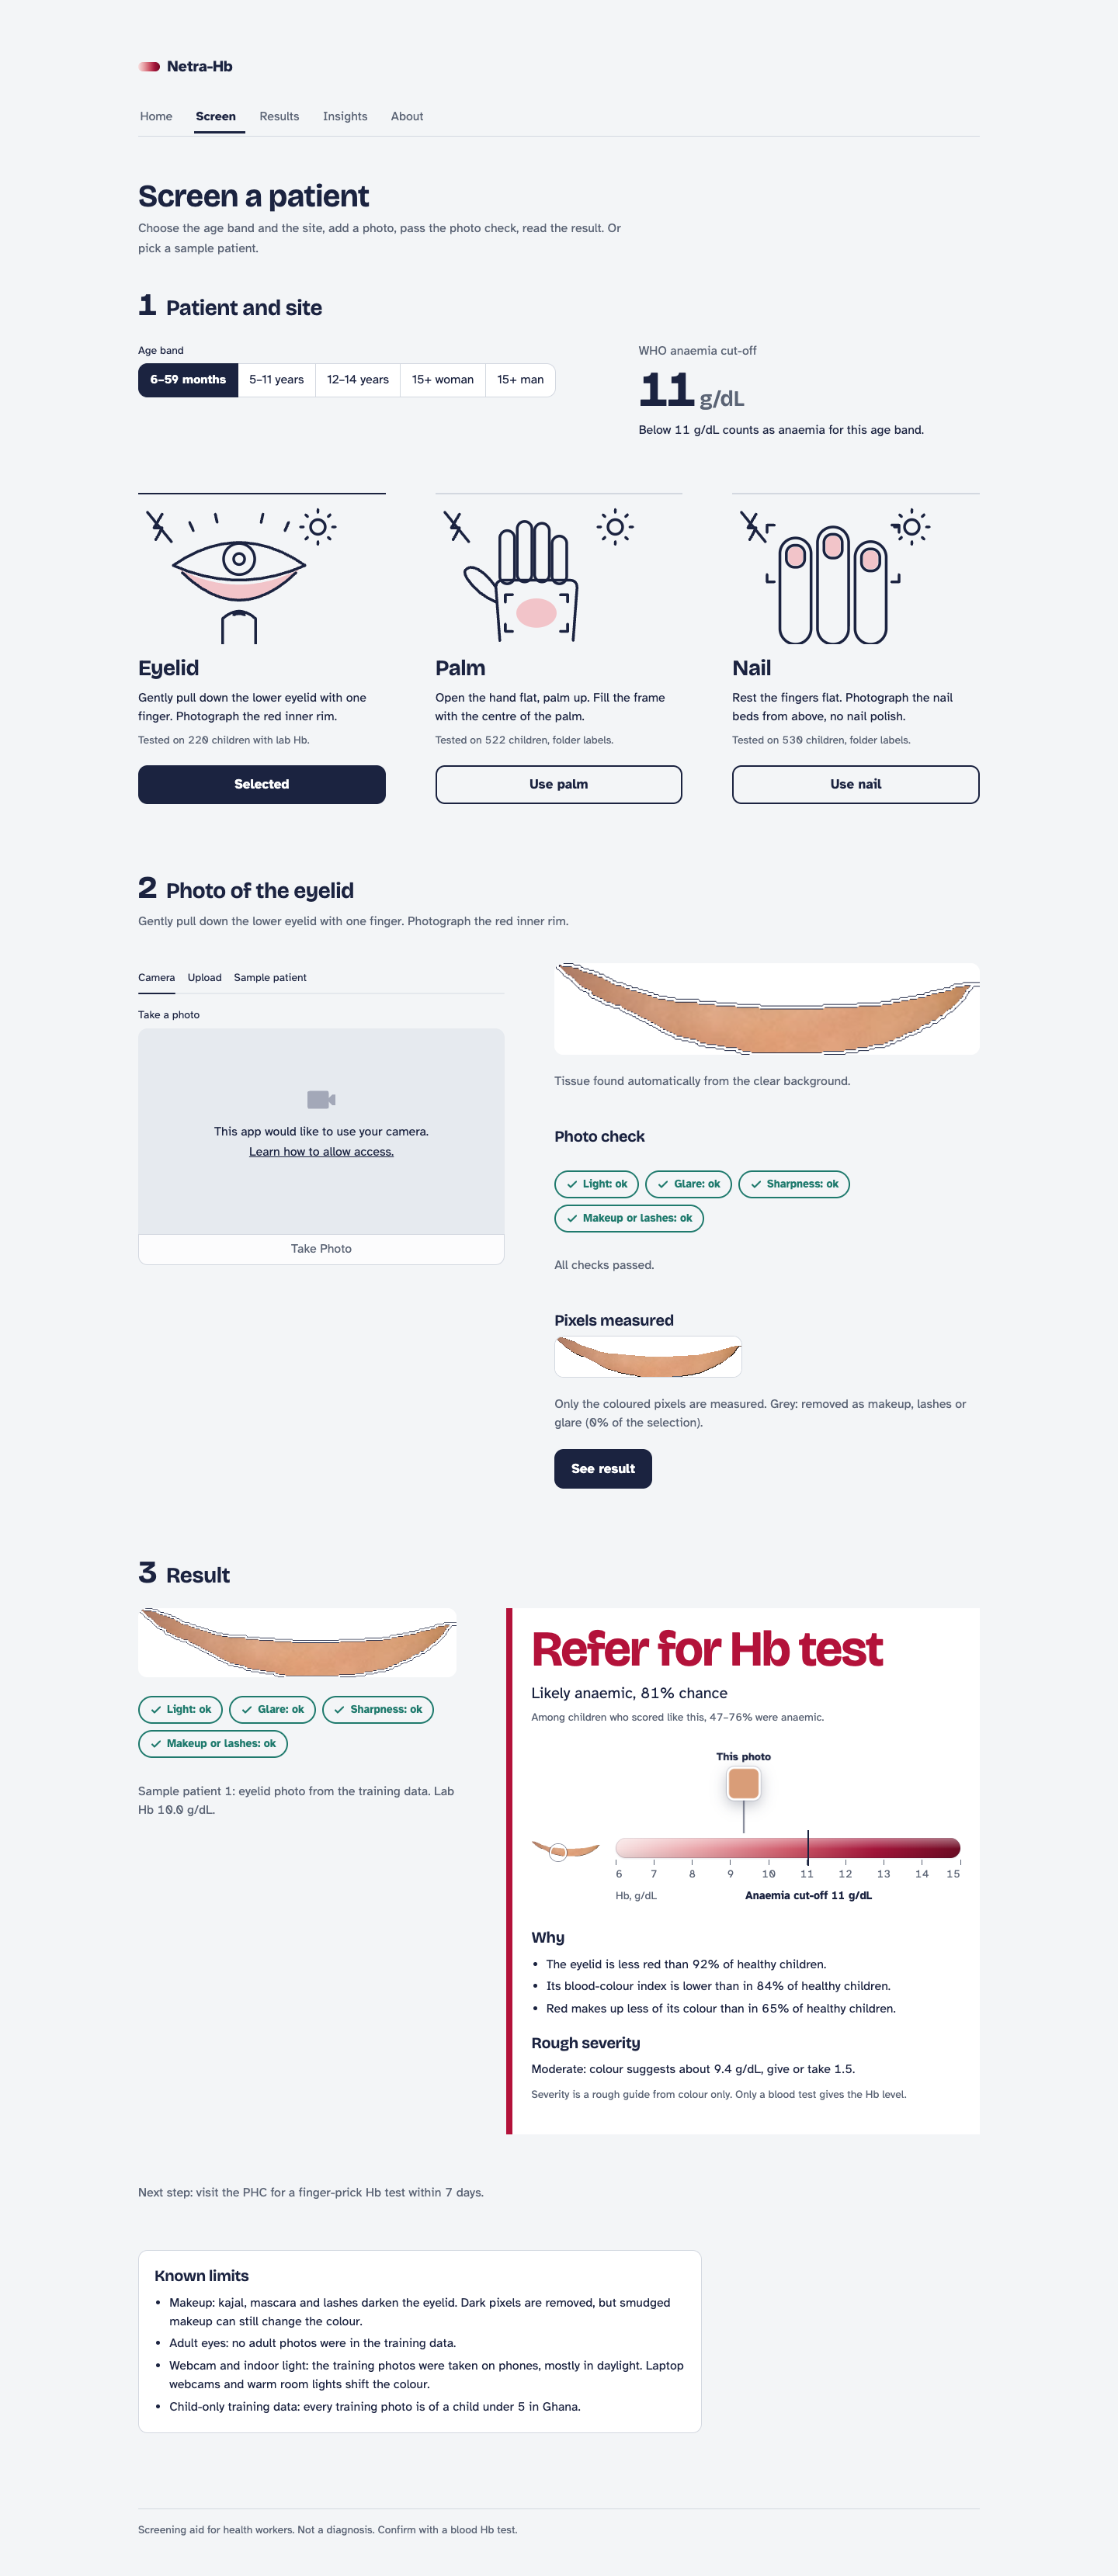 Netra-Hb
Home Screen Results Insights About
Screen a patient
Choose the age band and the site, add a photo, pass the photo check, read the result. Or
pick a sample patient.
1 Patient and site
Age band
6–59 months 5–11 years 12–14 years 15+ woman 15+ man
WHO anaemia cut-off
11 g/dL
Below 11 g/dL counts as anaemia for this age band.
Eyelid
Gently pull down the lower eyelid with one
finger. Photograph the red inner rim.
Tested on 220 children with lab Hb.
Selected
Palm
Open the hand flat, palm up. Fill the frame
with the centre of the palm.
Tested on 522 children, folder labels.
Use palm
Nail
Rest the fingers flat. Photograph the nail
beds from above, no nail polish.
Tested on 530 children, folder labels.
Use nail
2 Photo of the eyelid
Gently pull down the lower eyelid with one finger. Photograph the red inner rim.
Camera Upload Sample patient
Take a photo
This app would like to use your camera.
Learn how to allow access.
Take Photo
Tissue found automatically from the clear background.
Photo check
Light: ok Glare: ok Sharpness: ok
Makeup or lashes: ok
All checks passed.
Pixels measured
Only the coloured pixels are measured. Grey: removed as makeup, lashes or
glare (0% of the selection).
See result
3 Result
Light: ok Glare: ok Sharpness: ok
Makeup or lashes: ok
Sample patient 1: eyelid photo from the training data. Lab
Hb 10.0 g/dL.
Refer for Hb test
Likely anaemic, 81% chance
Among children who scored like this, 47–76% were anaemic.
This photo
6 7 8 9 10 11 12 13 14 15
Hb, g/dL Anaemia cut-off 11 g/dL
Why
• The eyelid is less red than 92% of healthy children.
• Its blood-colour index is lower than in 84% of healthy children.
• Red makes up less of its colour than in 65% of healthy children.
Rough severity
Moderate: colour suggests about 9.4 g/dL, give or take 1.5.
Severity is a rough guide from colour only. Only a blood test gives the Hb level.
Next step: visit the PHC for a finger-prick Hb test within 7 days.
Known limits
• Makeup: kajal, mascara and lashes darken the eyelid. Dark pixels are removed, but smudged
makeup can still change the colour.
• Adult eyes: no adult photos were in the training data.
• Webcam and indoor light: the training photos were taken on phones, mostly in daylight. Laptop
webcams and warm room lights shift the colour.
• Child-only training data: every training photo is of a child under 5 in Ghana.
Screening aid for health workers. Not a diagnosis. Confirm with a blood Hb test.